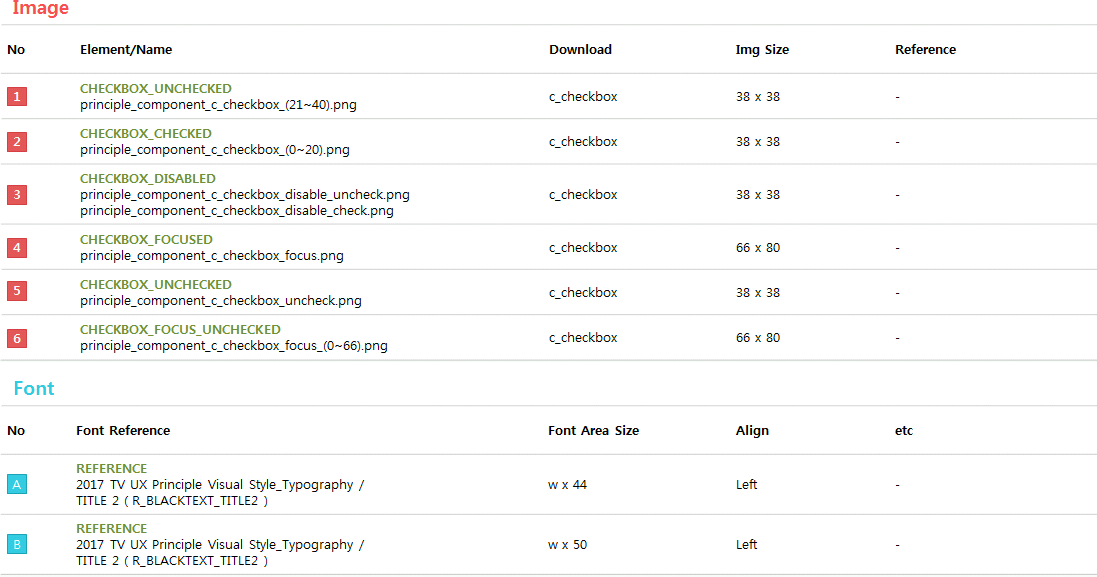 Image
No Element/Name Download Img Size Reference
1 CHECKBOX_UNCHECKED
principle_component_c_checkbox_(21~40).png c_checkbox 38 x 38 -
2 CHECKBOX_CHECKED
principle_component_c_checkbox_(0~20).png c_checkbox 38 x 38 -
3 CHECKBOX_DISABLED
principle_component_c_checkbox_disable_uncheck.png c_checkbox 38 x 38 -
principle_component_c_checkbox_disable_check.png
4 CHECKBOX_FOCUSED
principle_component_c_checkbox_focus.png c_checkbox 66 x 80 -
5 CHECKBOX_UNCHECKED
principle_component_c_checkbox_uncheck.png c_checkbox 38 x 38 -
6 CHECKBOX_FOCUS_UNCHECKED
principle_component_c_checkbox_focus_(0~66).png c_checkbox 66 x 80 -
Font
No Font Reference Font Area Size Align etc
REFERENCE
A 2017 TV UX Principle Visual Style_Typography / w x 44 Left -
TITLE 2 ( R_BLACKTEXT_TITLE2 )
REFERENCE
B 2017 TV UX Principle Visual Style_Typography / w x 50 Left -
TITLE 2 ( R_BLACKTEXT_TITLE2 )